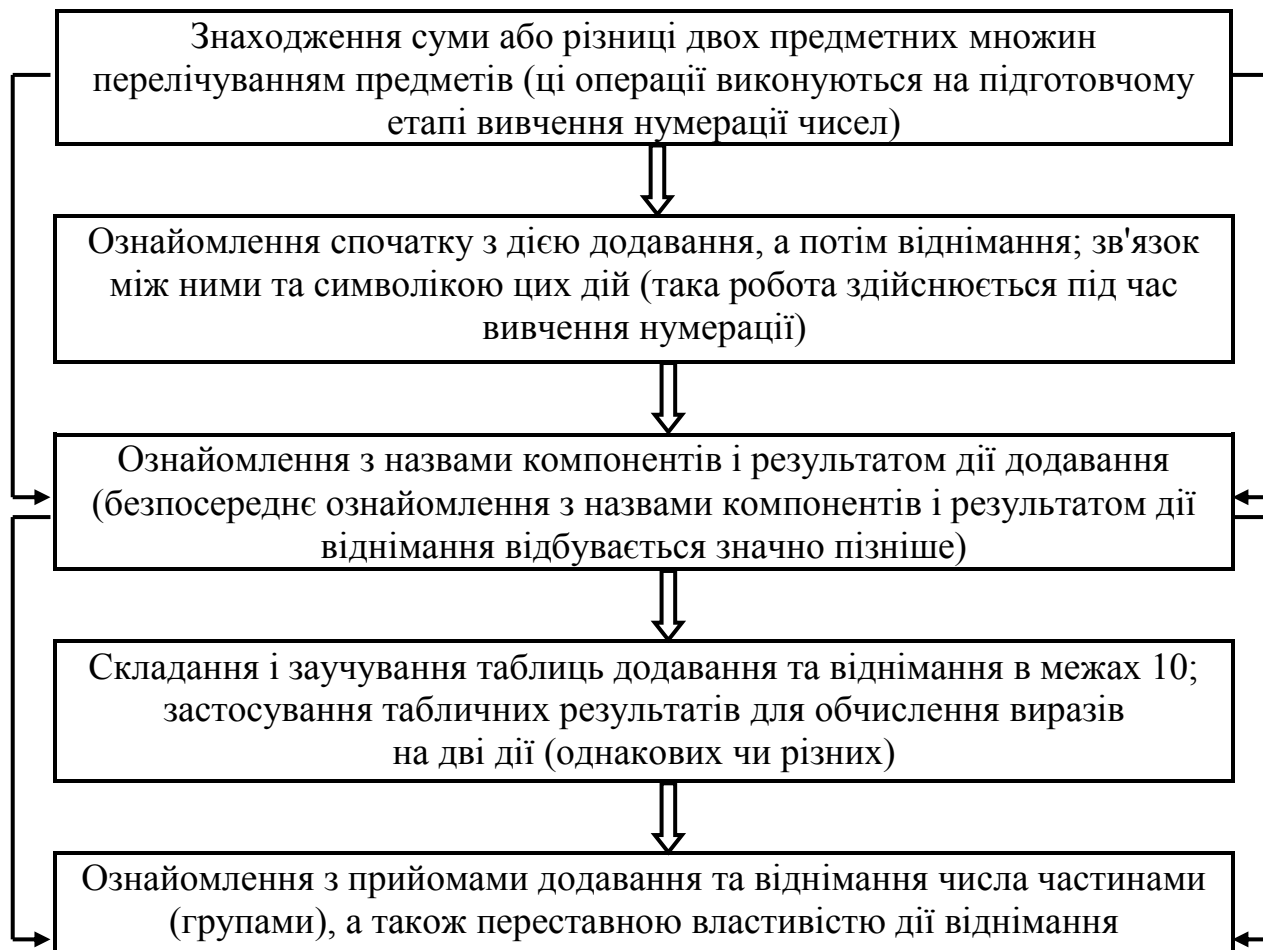 Знаходження суми або різниці двох предметних множин
перелічуванням предметів (ці операції виконуються на підготовчому
етапі вивчення нумерації чисел)
Ознайомлення спочатку з дією додавання, а потім віднімання; зв'язок
між ними та символікою цих дій (така робота здійснюється під час
вивчення нумерації)
Ознайомлення з назвами компонентів і результатом дії додавання
(безпосереднє ознайомлення з назвами компонентів і результатом дії
віднімання відбувається значно пізніше)
Складання і заучування таблиць додавання та віднімання в межах 10;
застосування табличних результатів для обчислення виразів
на дві дії (однакових чи різних)
Ознайомлення з прийомами додавання та віднімання числа частинами
(групами), а також переставною властивістю дії віднімання